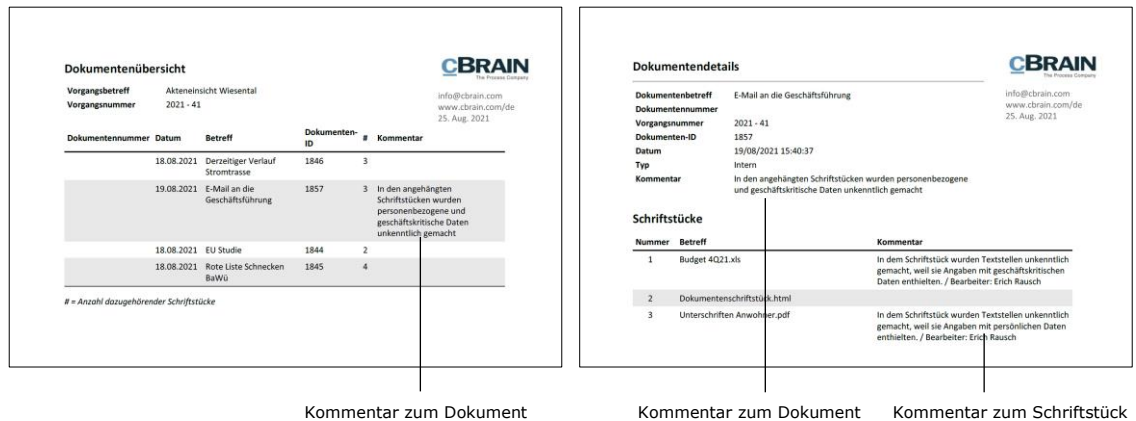 Dokumentenübersicht
cBRAIN
The Process Company
Vorgangsbetreff Akteneinsicht Wiesental
Vorgangsnummer 2021 - 41
info@cbrain.com
www.cbrain.com/de
25. Aug. 2021
Dokumentennummer Datum Betreff Dokumenten-ID # Kommentar
18.08.2021 Derzeitiger Verlauf 1846 3
Stromtrasse
19.08.2021 E-Mail an die 1857 3 In den angehängten
Geschäftsführung Schriftstücken wurden
personenbezogene und
geschäftskritische Daten
unkenntlich gemacht
18.08.2021 EU Studie 1844 2
18.08.2021 Rote Liste Schnecken 1845 4
BaWü
# = Anzahl dazugehörender Schriftstücke
Kommentar zum Dokument
Dokumentendetails
cBRAIN
The Process Company
info@cbrain.com
www.cbrain.com/de
25. Aug. 2021
Dokumentenbetreff E-Mail an die Geschäftsführung
Dokumentennummer
Vorgangsnummer 2021 - 41
Dokumenten-ID 1857
Datum 19/08/2021 15:40:37
Typ Intern
Kommentar In den angehängten Schriftstücken wurden personenbezogene
und geschäftskritische Daten unkenntlich gemacht
Schriftstücke
Nummer Betreff Kommentar
1 Budget 4Q21.xls In dem Schriftstück wurden Textstellen unkenntlich
gemacht, weil sie Angaben mit geschäftskritischen
Daten enthielten. / Bearbeiter: Erich Rausch
2 Dokumentenschriftstück.html
3 Unterschriften Anwohner.pdf In dem Schriftstück wurden Textstellen unkenntlich
gemacht, weil sie Angaben mit persönlichen Daten
enthielten. / Bearbeiter: Erich Rausch
Kommentar zum Dokument Kommentar zum Schriftstück